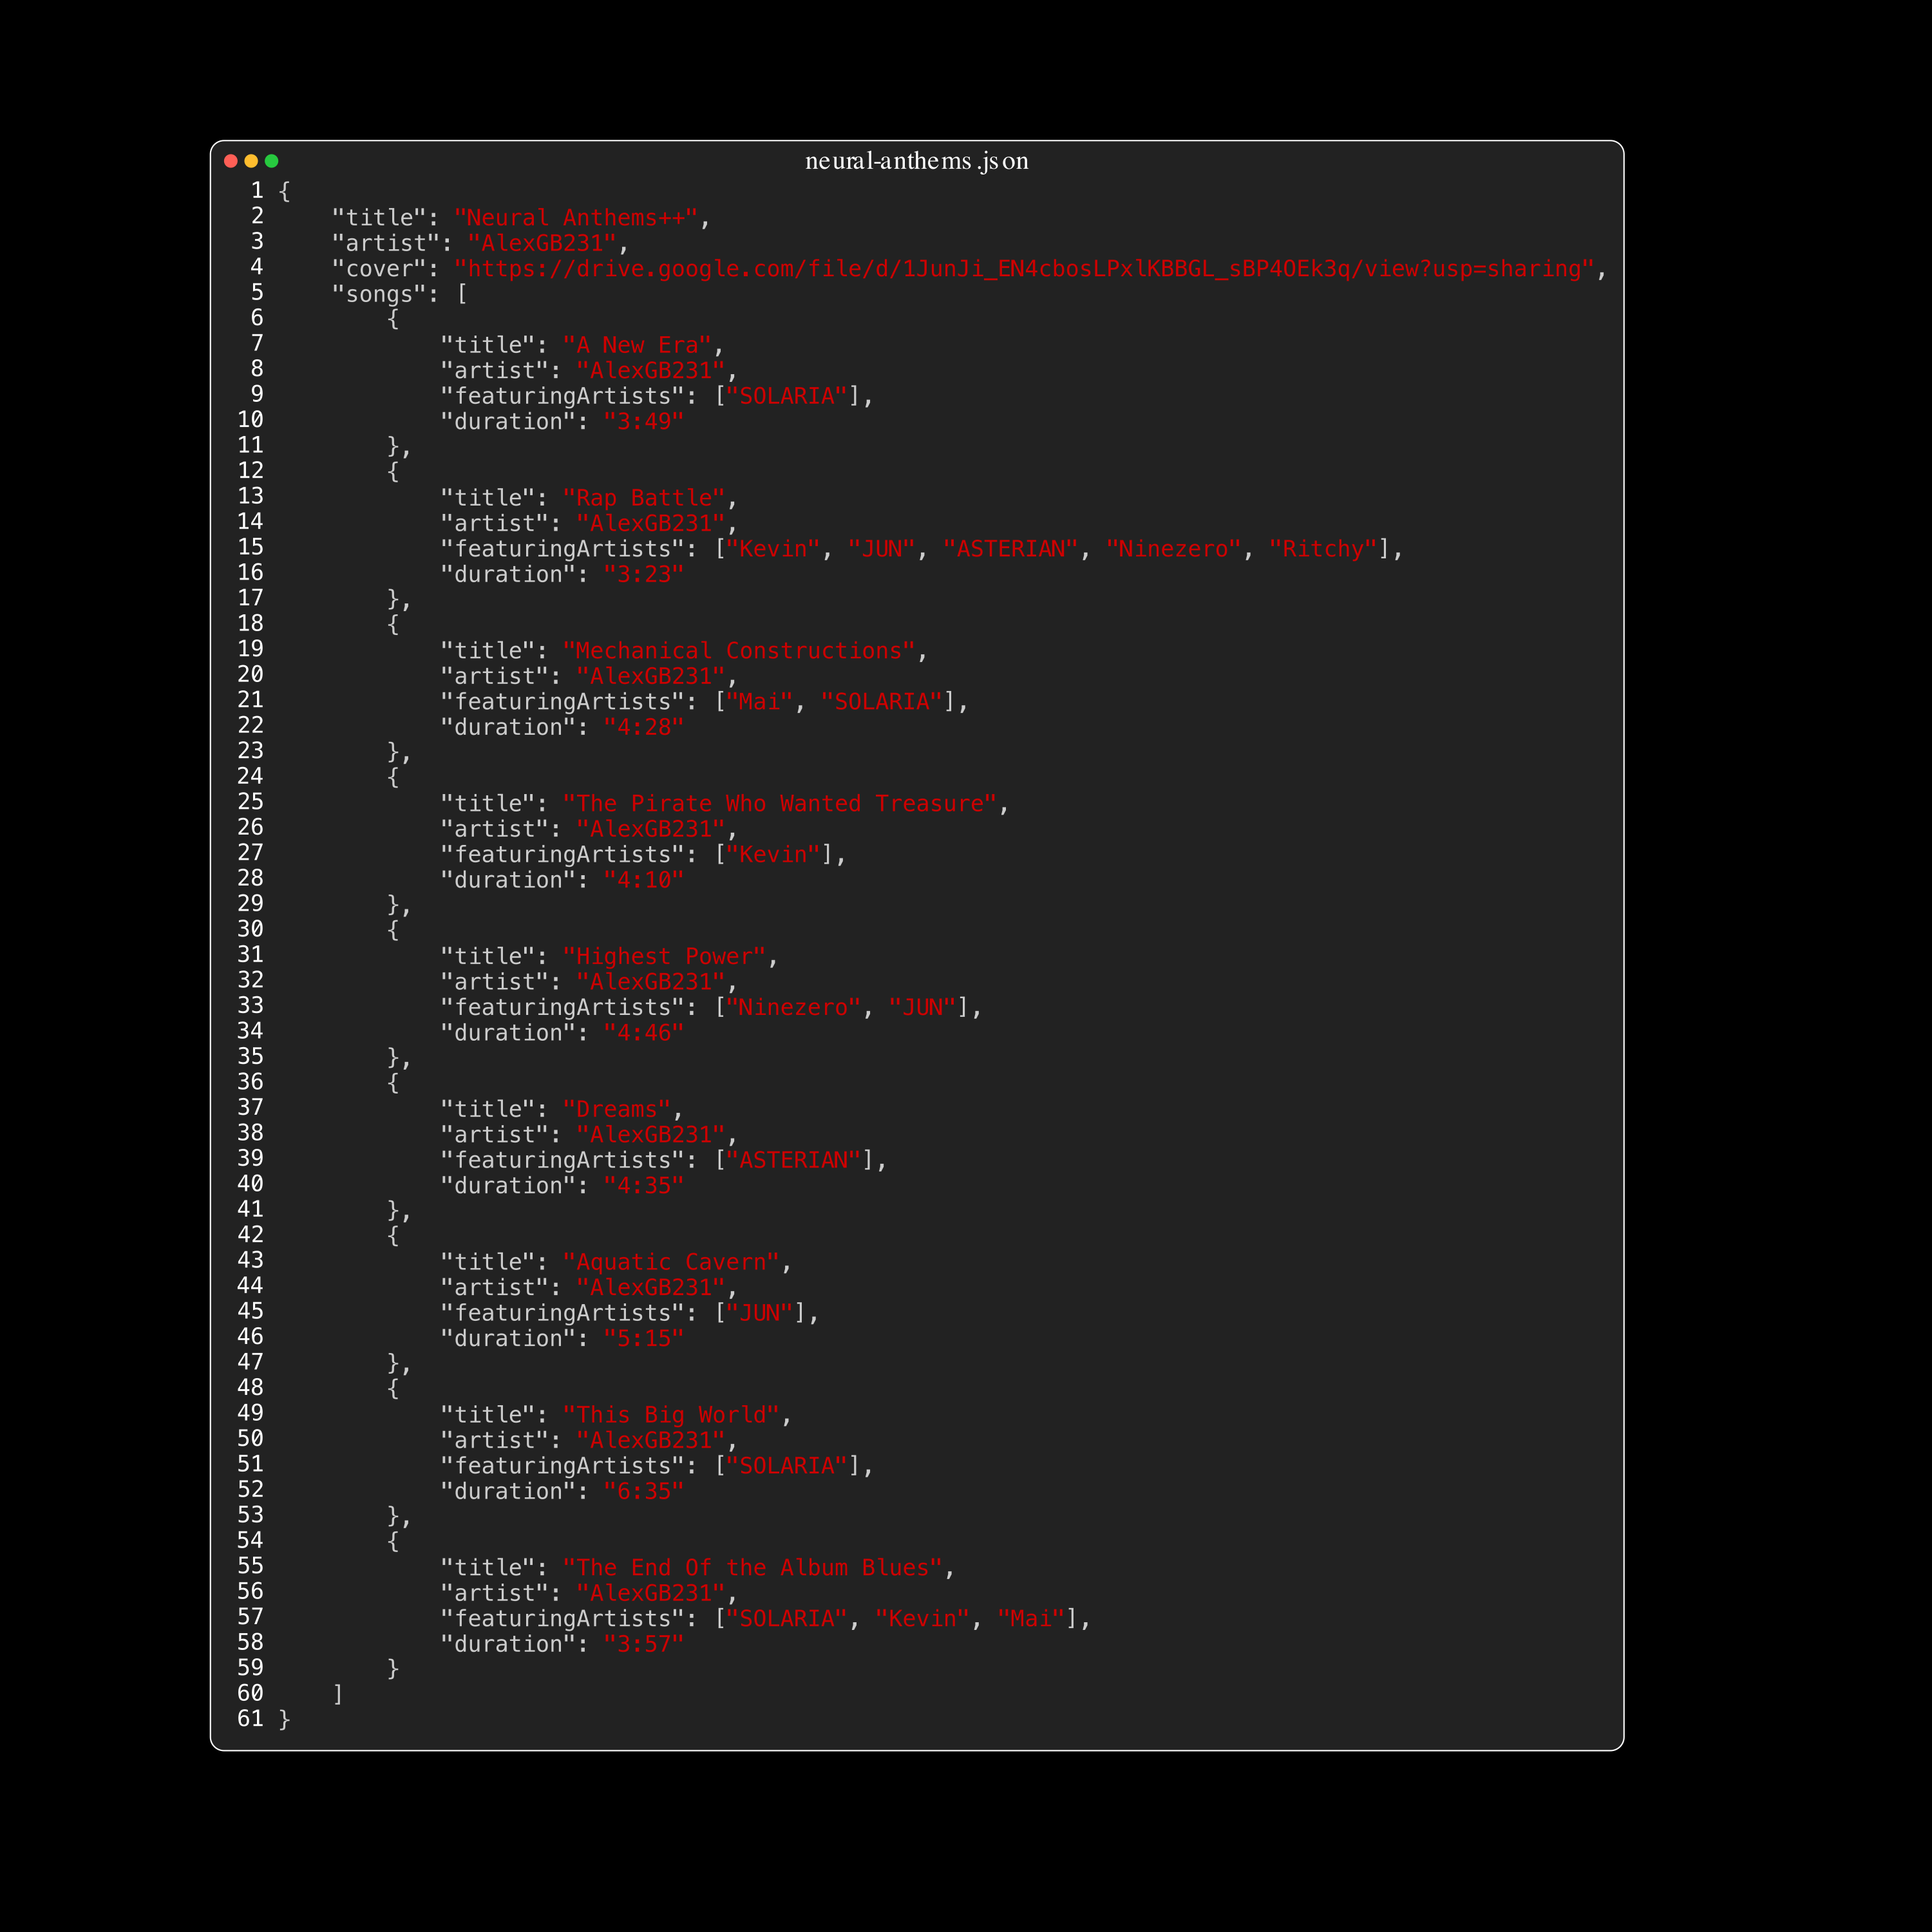 neural-anthems.json
1 {
2     "title": "Neural Anthems++",
3     "artist": "AlexGB231",
4     "cover": "https://drive.google.com/file/d/1JunJi_EN4cbosLPxlKBBGL_sBP4OEk3q/view?usp=sharing",
5     "songs": [
6         {
7             "title": "A New Era",
8             "artist": "AlexGB231",
9             "featuringArtists": ["SOLARIA"],
10             "duration": "3:49"
11         },
12         {
13             "title": "Rap Battle",
14             "artist": "AlexGB231",
15             "featuringArtists": ["Kevin", "JUN", "ASTERIAN", "Ninezero", "Ritchy"],
16             "duration": "3:23"
17         },
18         {
19             "title": "Mechanical Constructions",
20             "artist": "AlexGB231",
21             "featuringArtists": ["Mai", "SOLARIA"],
22             "duration": "4:28"
23         },
24         {
25             "title": "The Pirate Who Wanted Treasure",
26             "artist": "AlexGB231",
27             "featuringArtists": ["Kevin"],
28             "duration": "4:10"
29         },
30         {
31             "title": "Highest Power",
32             "artist": "AlexGB231",
33             "featuringArtists": ["Ninezero", "JUN"],
34             "duration": "4:46"
35         },
36         {
37             "title": "Dreams",
38             "artist": "AlexGB231",
39             "featuringArtists": ["ASTERIAN"],
40             "duration": "4:35"
41         },
42         {
43             "title": "Aquatic Cavern",
44             "artist": "AlexGB231",
45             "featuringArtists": ["JUN"],
46             "duration": "5:15"
47         },
48         {
49             "title": "This Big World",
50             "artist": "AlexGB231",
51             "featuringArtists": ["SOLARIA"],
52             "duration": "6:35"
53         },
54         {
55             "title": "The End Of the Album Blues",
56             "artist": "AlexGB231",
57             "featuringArtists": ["SOLARIA", "Kevin", "Mai"],
58             "duration": "3:57"
59         }
60     ]
61 }